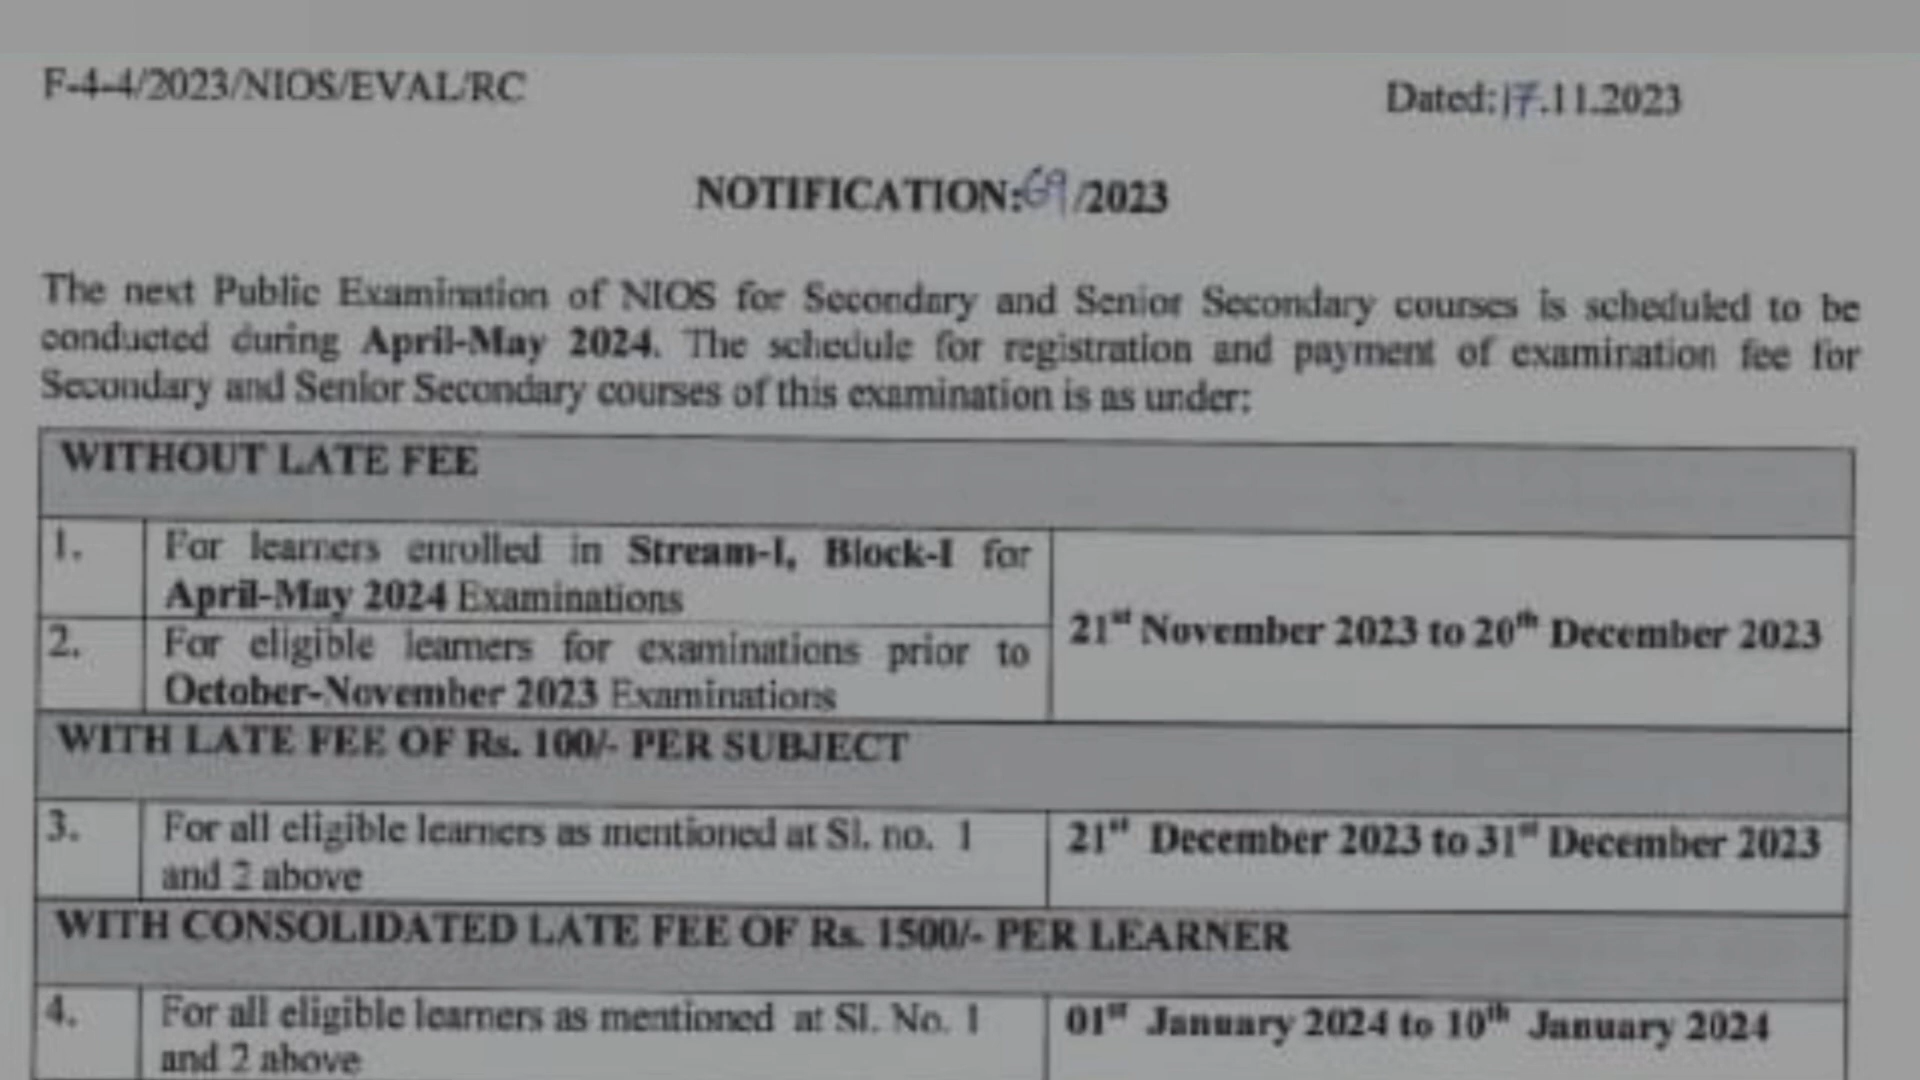 F-4-4/2023/NIOS/EVAL/RC
Dated:17.11.2023
NOTIFICATION:69/2023
The next Public Examination of NIOS for Secondary and Senior Secondary courses is scheduled to be
conducted during April-May 2024. The schedule for registration and payment of examination fee for
Secondary and Senior Secondary courses of this examination is as under:
WITHOUT LATE FEE
1.
For learners enrolled in Stream-I, Block-I for
April-May 2024 Examinations
21st November 2023 to 20th December 2023
2.
For eligible learners for examinations prior to
October-November 2023 Examinations
WITH LATE FEE OF Rs. 100/- PER SUBJECT
3.
For all eligible learners as mentioned at Sl. no. 1
and 2 above
21st December 2023 to 31st December 2023
WITH CONSOLIDATED LATE FEE OF Rs. 1500/- PER LEARNER
4.
For all eligible learners as mentioned at Sl. No. 1
and 2 above
01st January 2024 to 10th January 2024